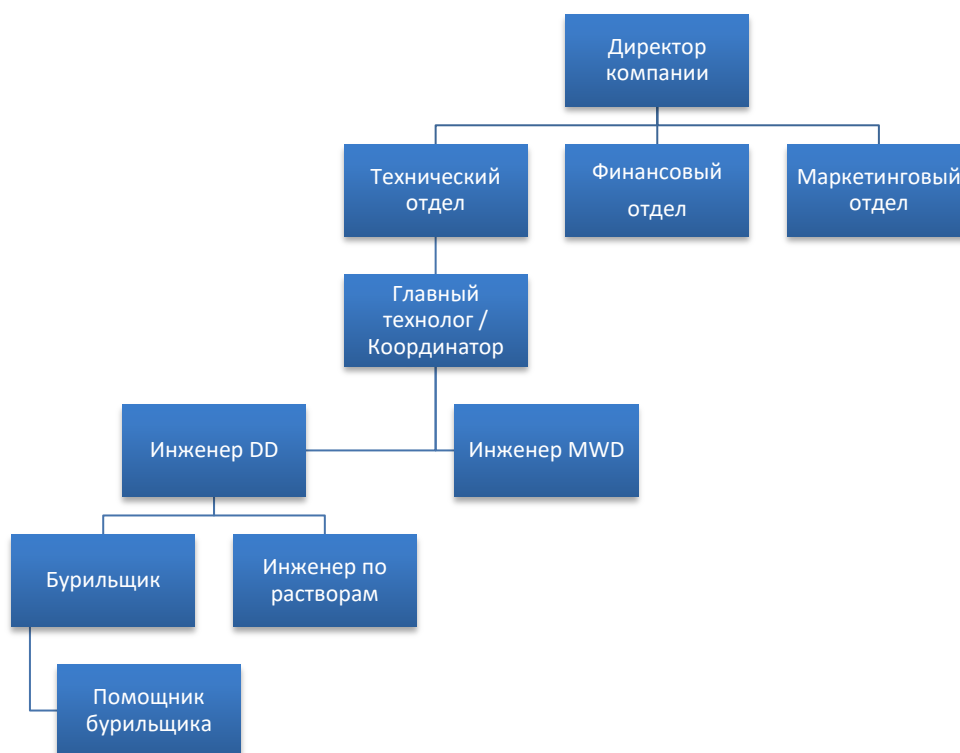 Директор
компании
Технический
отдел
Финансовый
отдел
Маркетинговый
отдел
Главный
технолог /
Координатор
Инженер DD
Инженер MWD
Бурильщик
Инженер по
растворам
Помощник
бурильщика